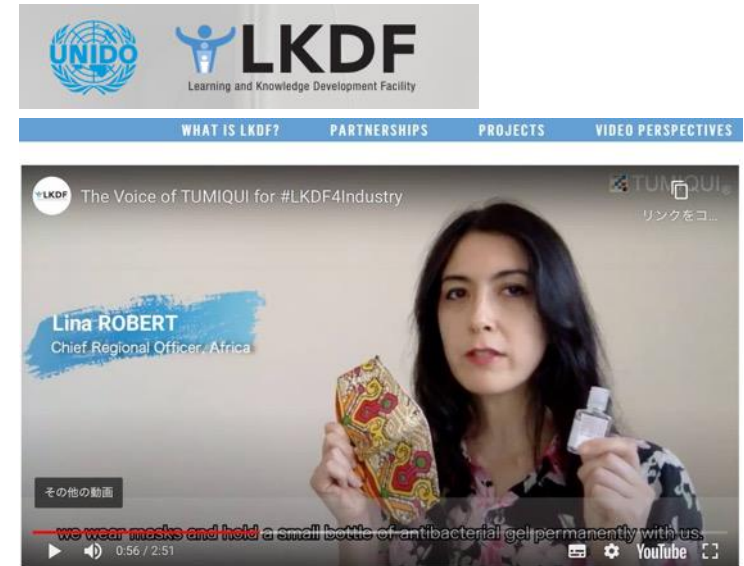 UNIDO
LKDF
Learning and Knowledge Development Facility
WHAT IS LKDF? PARTNERSHIPS PROJECTS VIDEO PERSPECTIVES
LKDF The Voice of TUMIQUI for #LKDF4Industry
TUMIQUI®
リンクをコ...
Lina ROBERT
Chief Regional Officer, Africa
その他の動画
we wear masks and hold a small bottle of antibacterial gel permanently with us.
0:56 / 2:51 YouTube